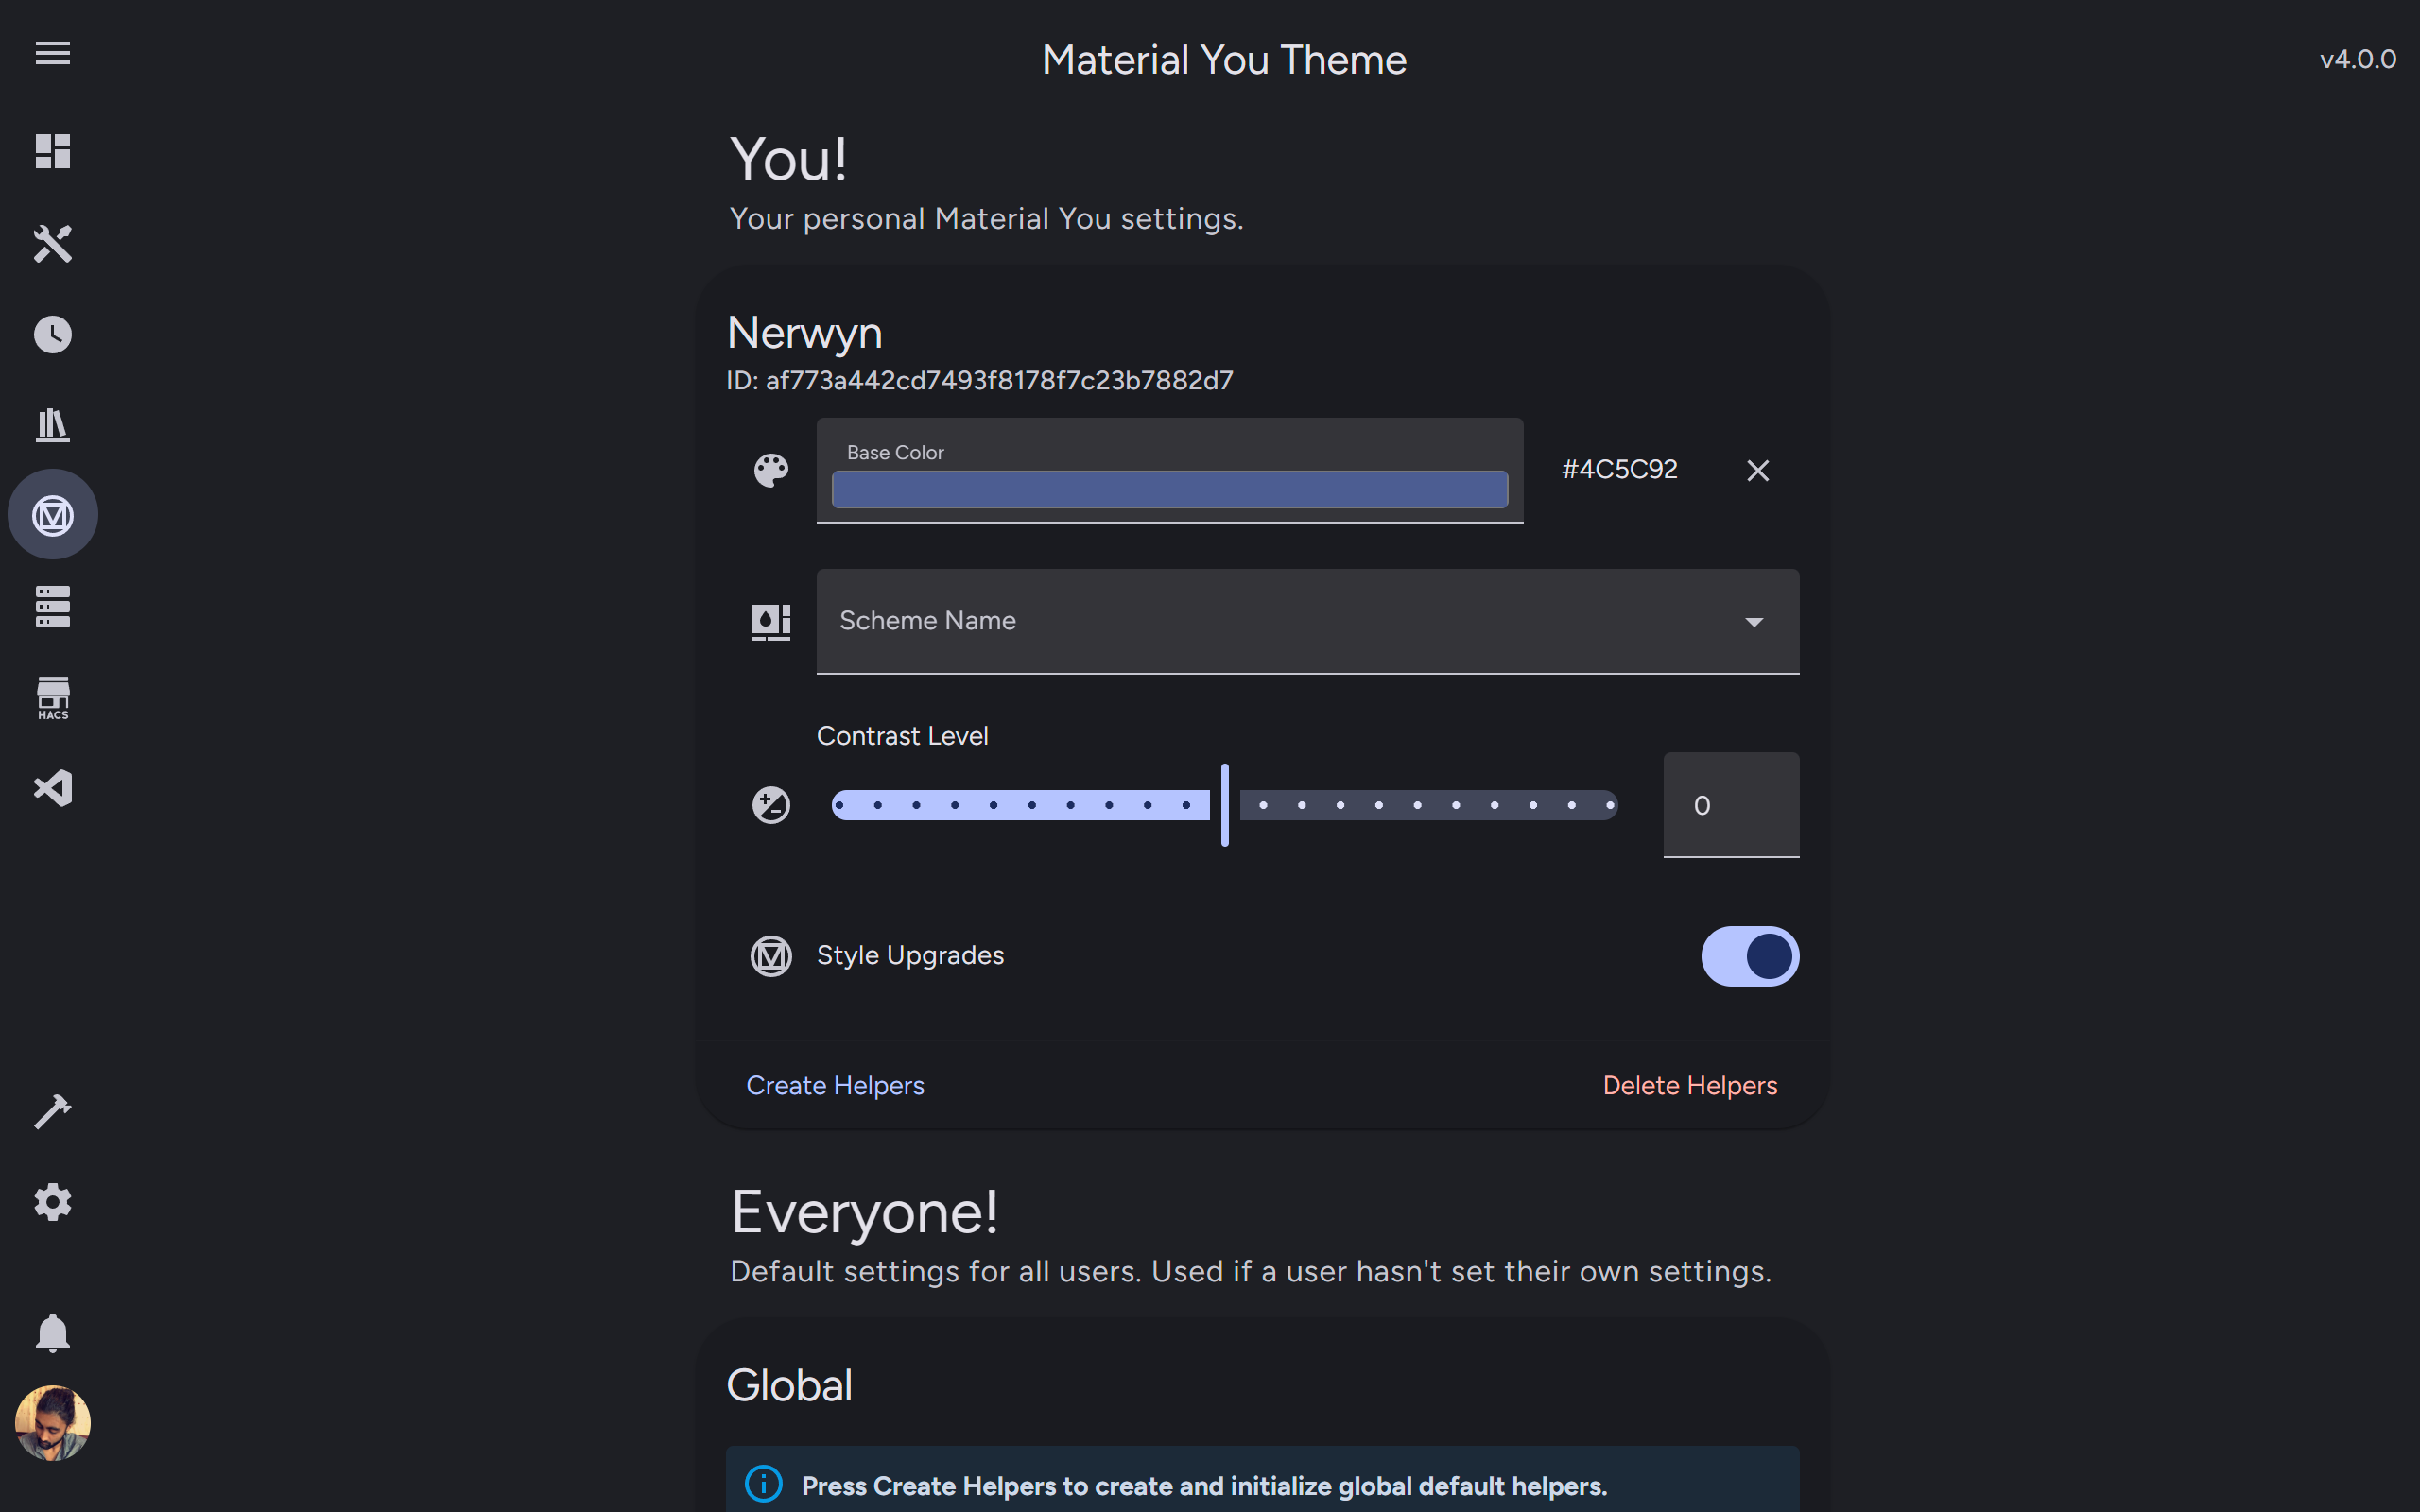 Material You Theme
v4.0.0
You!
Your personal Material You settings.
Nerwyn
ID: af773a442cd7493f8178f7c23b7882d7
Base Color
#4C5C92
Scheme Name
HACS
Contrast Level
0
Style Upgrades
Create Helpers
Delete Helpers
Everyone!
Default settings for all users. Used if a user hasn't set their own settings.
Global
Press Create Helpers to create and initialize global default helpers.